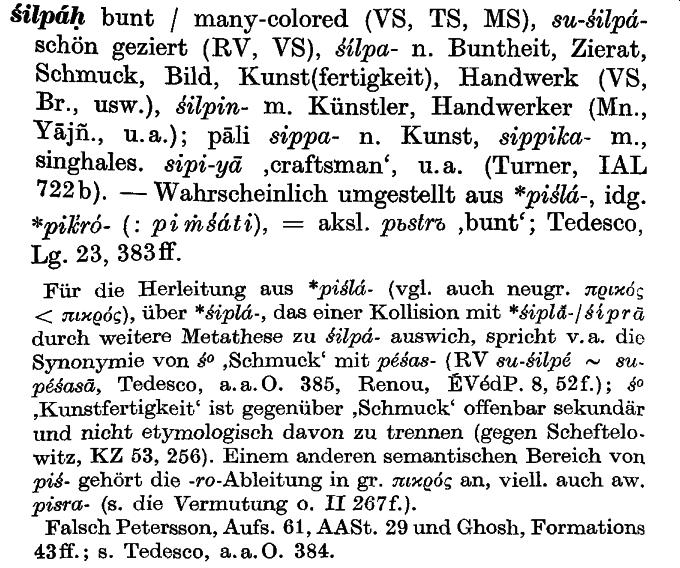 śilpáḥ bunt / many-colored (VS, TS, MS), su-śilpá-
schön geziert (RV, VS), śílpa- n. Buntheit, Zierat,
Schmuck, Bild, Kunst(fertigkeit), Handwerk (VS,
Br., usw.), śilpin- m. Künstler, Handwerker (Mn.,
Yājñ., u. a.); pāli sippa- n. Kunst, sippika- m.,
singhales. sipi-yā ‚craftsman‘, u. a. (Turner, IAL
722b). — Wahrscheinlich umgestellt aus *piślá-, idg.
*pik̑ró- (: piṁśáti), = aksl. pьstrъ ‚bunt‘; Tedesco,
Lg. 23, 383ff.
Für die Herleitung aus *piślá- (vgl. auch neugr. πρικός
< πικρός), über *śiplá-, das einer Kollision mit *śiplā́-/śíprā
durch weitere Metathese zu śilpá- auswich, spricht v. a. die
Synonymie von ś° ‚Schmuck‘ mit péśas- (RV su-śilpé ~ su-
péśasā, Tedesco, a. a. O. 385, Renou, ÉVédP. 8, 52f.); ś°
‚Kunstfertigkeit‘ ist gegenüber ‚Schmuck‘ offenbar sekundär
und nicht etymologisch davon zu trennen (gegen Scheftelo-
witz, KZ 53, 256). Einem anderen semantischen Bereich von
piś- gehört die -ro-Ableitung in gr. πικρός an, viell. auch aw.
pisra- (s. die Vermutung o. II 267f.).
Falsch Petersson, Aufs. 61, AASt. 29 und Ghosh, Formations
43ff.; s. Tedesco, a. a. O. 384.